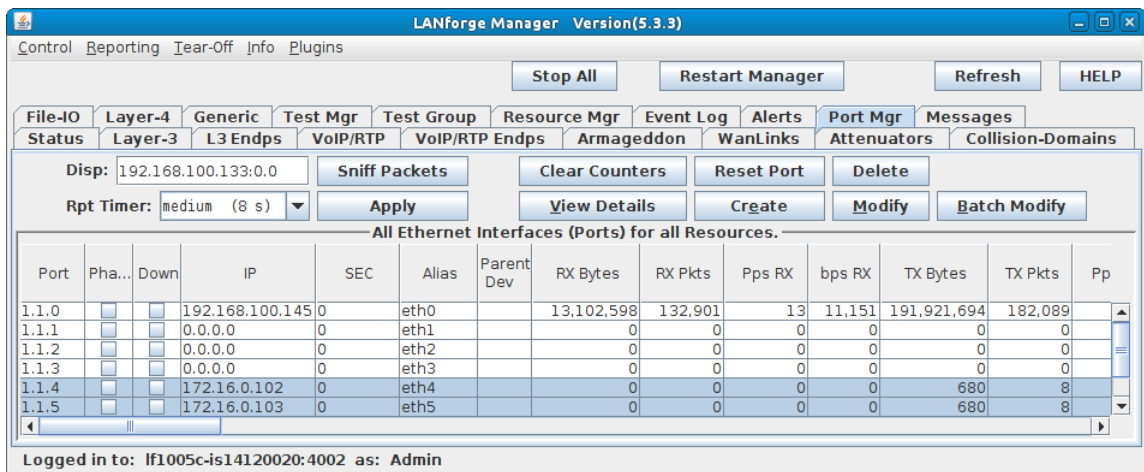 LANforge Manager Version(5.3.3)
Control Reporting Tear-Off Info Plugins
Stop All Restart Manager Refresh HELP
File-IO Layer-4 Generic Test Mgr Test Group Resource Mgr Event Log Alerts Port Mgr Messages
Status Layer-3 L3 Endps VoIP/RTP VoIP/RTP Endps Armageddon WanLinks Attenuators Collision-Domains
Disp: 192.168.100.133:0.0 Sniff Packets Clear Counters Reset Port Delete
Rpt Timer: medium (8 s) Apply View Details Create Modify Batch Modify
All Ethernet Interfaces (Ports) for all Resources.
Port Pha... Down IP SEC Alias Parent Dev RX Bytes RX Pkts Pps RX bps RX TX Bytes TX Pkts Pp
1.1.0 192.168.100.145 0 eth0 13,102,598 132,901 13 11,151 191,921,694 182,089
1.1.1 0.0.0.0 0 eth1 0 0 0 0 0 0
1.1.2 0.0.0.0 0 eth2 0 0 0 0 0 0
1.1.3 0.0.0.0 0 eth3 0 0 0 0 0 0
1.1.4 172.16.0.102 0 eth4 0 0 0 0 680 8
1.1.5 172.16.0.103 0 eth5 0 0 0 0 680 8
Logged in to: lf1005c-is14120020:4002 as: Admin